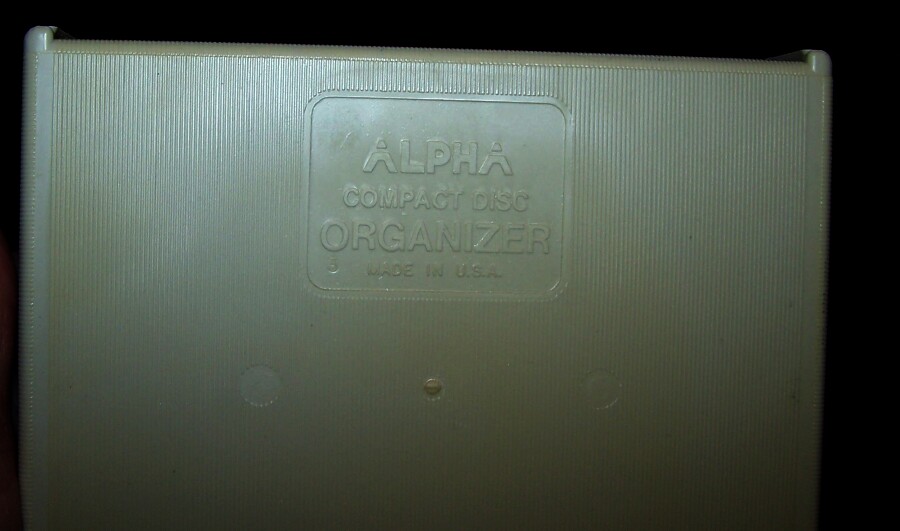 ALPHA
COMPACT DISC
ORGANIZER
MADE IN U.S.A.